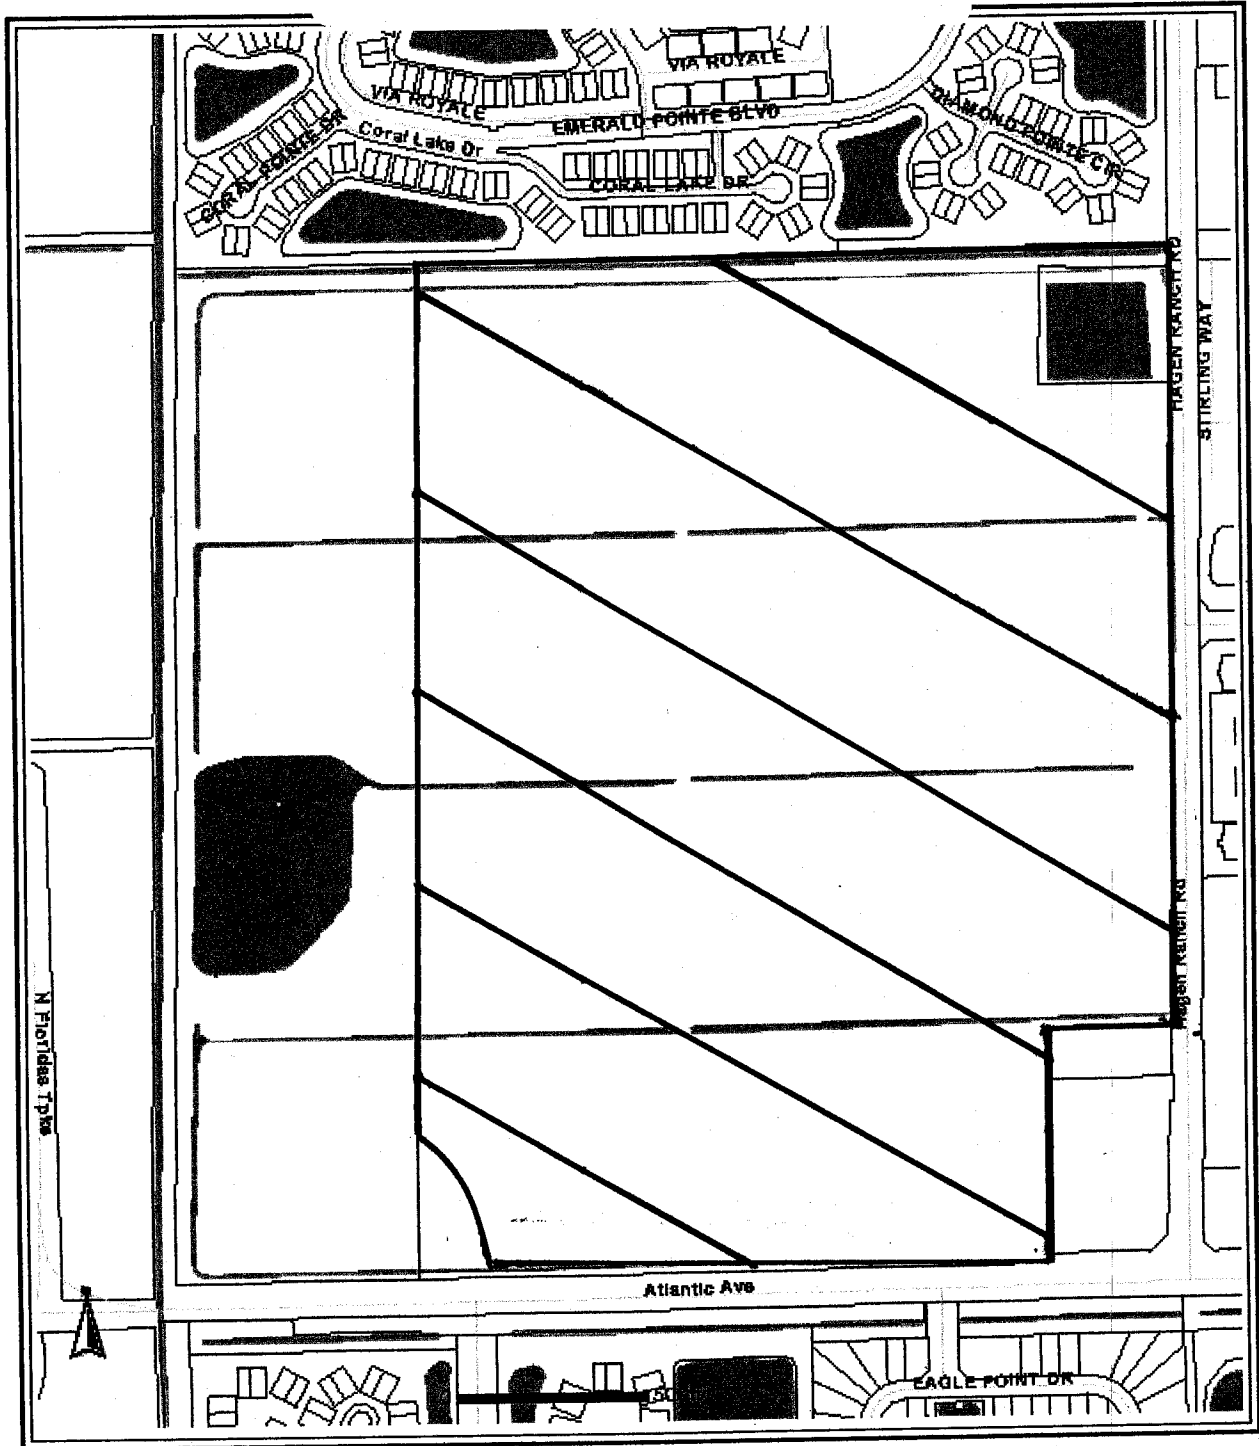 VIA ROYALE
VIA ROYALE
EMERALD POINTE BLVD
DIAMOND POINTE CIR
Coral Lake Dr
CORAL POINTE DR
CORAL LAKE DR
HAGEN RANCH RD
STIRLING WAY
Hagen Ranch Rd
N Floridas Tpke
Atlantic Ave
EAGLE POINT DR